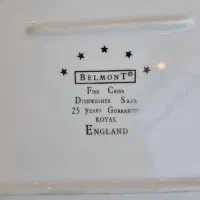 BELMONT®
FINE CHINA
DISHWASHER SAFE
25 YEARS GUARANTEE
ROYAL
ENGLAND